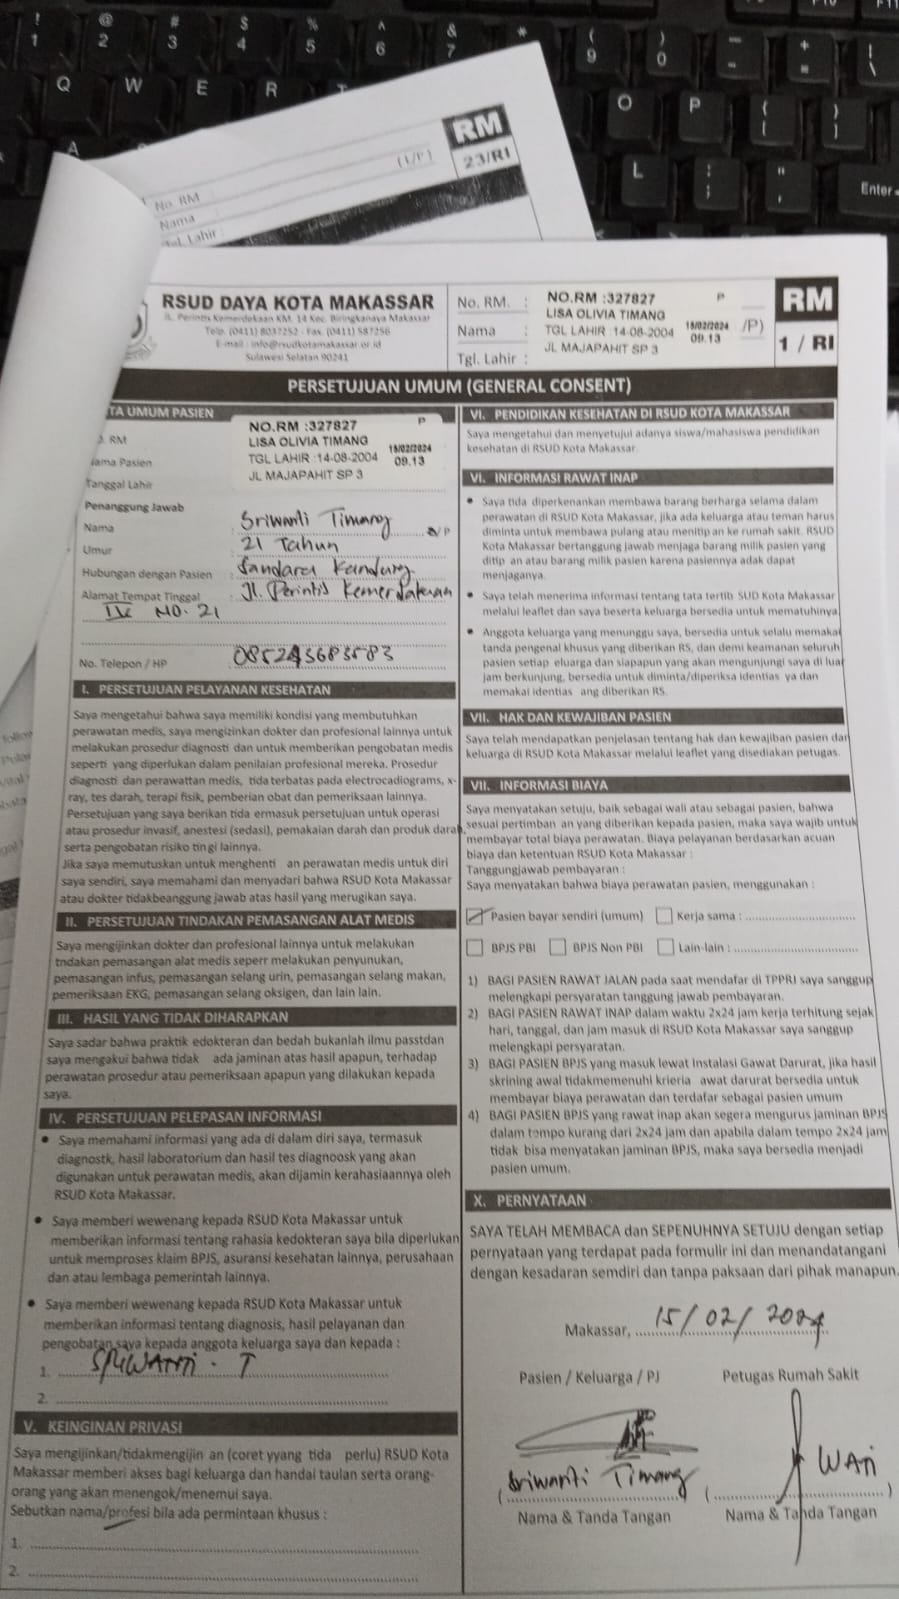 RM
23/RI
(L/P)
No. RM
Nama
Tgl. Lahir
RSUD DAYA KOTA MAKASSAR
JL. Perintis Kemerdekaan KM. 14 Kec. Biringkanaya Makassar
Telp. (0411) 8037252 - Fax. (0411) 587256
E-mail : info@rsudkotamakassar.or.id
Sulawesi Selatan 90241
No. RM. :
Nama :
Tgl. Lahir :
NO.RM :327827 P
LISA OLIVIA TIMANG
TGL LAHIR :14-08-2004 15/02/2024
09.13
JL MAJAPAHIT SP 3
/P)
RM
1 / RI
PERSETUJUAN UMUM (GENERAL CONSENT)
TA UMUM PASIEN
RM
Nama Pasien
Tanggal Lahir
NO.RM :327827 P
LISA OLIVIA TIMANG
TGL LAHIR :14-08-2004 15/02/2024
09.13
JL MAJAPAHIT SP 3
Penanggung Jawab
Nama : Sriwanti Timang /P
Umur : 21 Tahun
Hubungan dengan Pasien : Sandara Kandung
Alamat Tempat Tinggal : Jl. Perintis Kemerdekaan
IV NO. 21
No. Telepon / HP : 085243683583
I. PERSETUJUAN PELAYANAN KESEHATAN
Saya mengetahui bahwa saya memiliki kondisi yang membutuhkan
perawatan medis, saya mengizinkan dokter dan profesional lainnya untuk
melakukan prosedur diagnosti dan untuk memberikan pengobatan medis
seperti yang diperlukan dalam penilaian profesional mereka. Prosedur
diagnosti dan perawattan medis, tida terbatas pada electrocadiograms, x-
ray, tes darah, terapi fisik, pemberian obat dan pemeriksaan lainnya.
Persetujuan yang saya berikan tida ermasuk persetujuan untuk operasi
atau prosedur invasif, anestesi (sedasi), pemakaian darah dan produk darah,
serta pengobatan risiko tin gi lainnya.
Jika saya memutuskan untuk menghenti an perawatan medis untuk diri
saya sendiri, saya memahami dan menyadari bahwa RSUD Kota Makassar
atau dokter tidakbeanggung jawab atas hasil yang merugikan saya.
II. PERSETUJUAN TINDAKAN PEMASANGAN ALAT MEDIS
Saya mengijinkan dokter dan profesional lainnya untuk melakukan
tndakan pemasangan alat medis seperr melakukan penyunukan,
pemasangan infus, pemasangan selang urin, pemasangan selang makan,
pemeriksaan EKG, pemasangan selang oksigen, dan lain lain.
III. HASIL YANG TIDAK DIHARAPKAN
Saya sadar bahwa praktik edokteran dan bedah bukanlah ilmu passtdan
saya mengakui bahwa tidak ada jaminan atas hasil apapun, terhadap
perawatan prosedur atau pemeriksaan apapun yang dilakukan kepada
saya.
IV. PERSETUJUAN PELEPASAN INFORMASI
• Saya memahami informasi yang ada di dalam diri saya, termasuk
diagnostk, hasil laboratorium dan hasil tes diagnoosk yang akan
digunakan untuk perawatan medis, akan dijamin kerahasiaannya oleh
RSUD Kota Makassar.
• Saya memberi wewenang kepada RSUD Kota Makassar untuk
memberikan informasi tentang rahasia kedokteran saya bila diperlukan
untuk memproses klaim BPJS, asuransi kesehatan lainnya, perusahaan
dan atau lembaga pemerintah lainnya.
• Saya memberi wewenang kepada RSUD Kota Makassar untuk
memberikan informasi tentang diagnosis, hasil pelayanan dan
pengobatan saya kepada anggota keluarga saya dan kepada :
1. SRIWANTI . T
2.
V. KEINGINAN PRIVASI
Saya mengijinkan/tidakmengijin an (coret yyang tida perlu) RSUD Kota
Makassar memberi akses bagi keluarga dan handai taulan serta orang-
orang yang akan menengok/menemui saya.
Sebutkan nama/profesi bila ada permintaan khusus :
1.
2.
VI. PENDIDIKAN KESEHATAN DI RSUD KOTA MAKASSAR
Saya mengetahui dan menyetujui adanya siswa/mahasiswa pendidikan
kesehatan di RSUD Kota Makassar.
VI. INFORMASI RAWAT INAP
• Saya tida diperkenankan membawa barang berharga selama dalam
perawatan di RSUD Kota Makassar, jika ada keluarga atau teman harus
diminta untuk membawa pulang atau menitip an ke rumah sakit. RSUD
Kota Makassar bertanggung jawab menjaga barang milik pasien yang
ditip an atau barang milik pasien karena pasiennya adak dapat
menjaganya.
• Saya telah menerima informasi tentang tata tertib SUD Kota Makassar
melalui leaflet dan saya beserta keluarga bersedia untuk mematuhinya.
• Anggota keluarga yang menunggu saya, bersedia untuk selalu memakai
tanda pengenal khusus yang diberikan RS, dan demi keamanan seluruh
pasien setiap eluarga dan siapapun yang akan mengunjungi saya di luar
jam berkunjung, bersedia untuk diminta/diperiksa identias ya dan
memakai identias ang diberikan RS.
VII. HAK DAN KEWAJIBAN PASIEN
Saya telah mendapatkan penjelasan tentang hak dan kewajiban pasien dan
keluarga di RSUD Kota Makassar melalui leaflet yang disediakan petugas.
VII. INFORMASI BIAYA
Saya menyatakan setuju, baik sebagai wali atau sebagai pasien, bahwa
sesuai pertimban an yang diberikan kepada pasien, maka saya wajib untuk
membayar total biaya perawatan. Biaya pelayanan berdasarkan acuan
biaya dan ketentuan RSUD Kota Makassar :
Tanggungjawab pembayaran :
Saya menyatakan bahwa biaya perawatan pasien, menggunakan :
Pasien bayar sendiri (umum) Kerja sama :
BPJS PBI BPJS Non PBI Lain-lain :
1) BAGI PASIEN RAWAT JALAN pada saat mendafar di TPPRJ saya sanggup
melengkapi persyaratan tanggung jawab pembayaran.
2) BAGI PASIEN RAWAT INAP dalam waktu 2x24 jam kerja terhitung sejak
hari, tanggal, dan jam masuk di RSUD Kota Makassar saya sanggup
melengkapi persyaratan.
3) BAGI PASIEN BPJS yang masuk lewat Instalasi Gawat Darurat, jika hasil
skrining awal tidakmemenuhi krieria awat darurat bersedia untuk
membayar biaya perawatan dan terdafar sebagai pasien umum
4) BAGI PASIEN BPJS yang rawat inap akan segera mengurus jaminan BPJS
dalam tempo kurang dari 2x24 jam dan apabila dalam tempo 2x24 jam
tidak bisa menyatakan jaminan BPJS, maka saya bersedia menjadi
pasien umum.
X. PERNYATAAN
SAYA TELAH MEMBACA dan SEPENUHNYA SETUJU dengan setiap
pernyataan yang terdapat pada formulir ini dan menandatangani
dengan kesadaran semdiri dan tanpa paksaan dari pihak manapun.
Makassar, 15/02/2024
Pasien / Keluarga / PJ Petugas Rumah Sakit
(Sriwanti Timang) (WAN)
Nama & Tanda Tangan Nama & Tanda Tangan